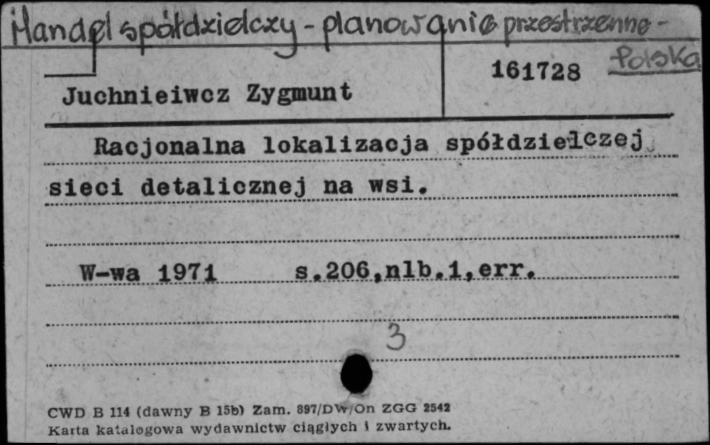 Handel spółdzielczy - planowanie przestrzenne -
Polska
161728
Juchnieiwcz Zygmunt
Racjonalna lokalizacja spółdzielczej
sieci detalicznej na wsi.
W-wa 1971 s.206,nlb.1,err.
3
CWD B 114 (dawny B 15b) Zam. 897/DW/On ZGG 2542
Karta katalogowa wydawnictw ciągłych i zwartych.